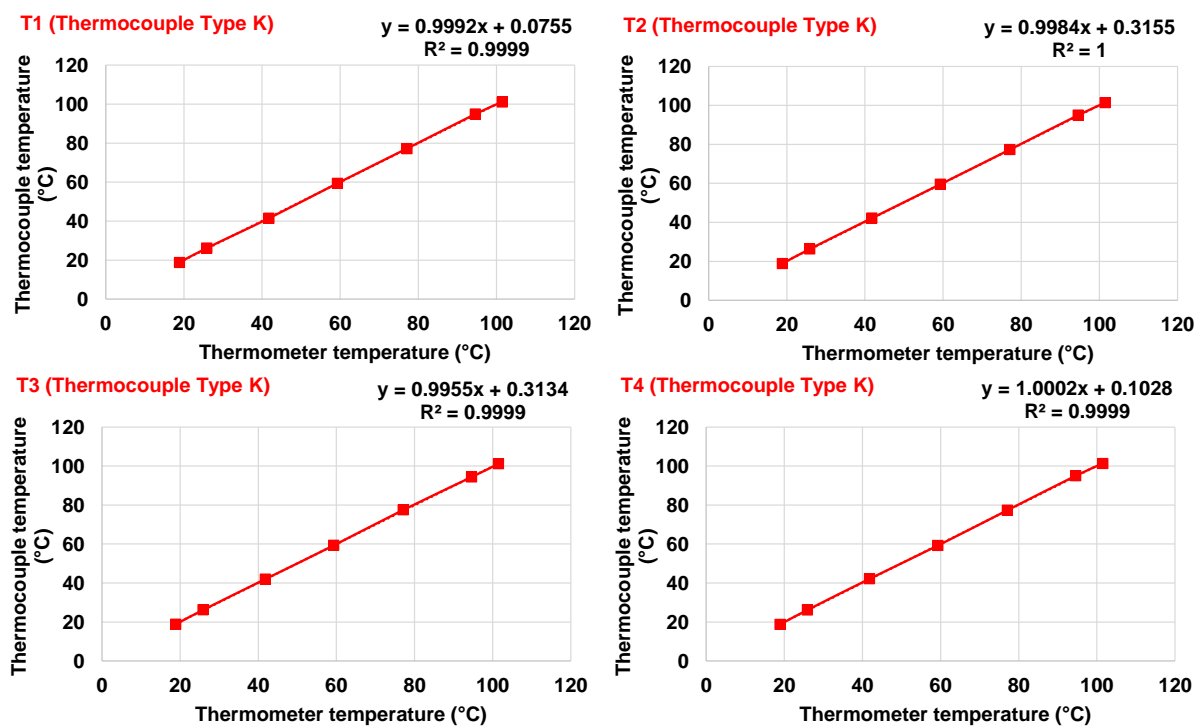 T1 (Thermocouple Type K)
y = 0.9992x + 0.0755
R² = 0.9999
Thermocouple temperature
(°C)
120
100
80
60
40
20
0
0 20 40 60 80 100 120
Thermometer temperature (°C)
T2 (Thermocouple Type K)
y = 0.9984x + 0.3155
R² = 1
Thermocouple temperature
(°C)
120
100
80
60
40
20
0
0 20 40 60 80 100 120
Thermometer temperature (°C)
T3 (Thermocouple Type K)
y = 0.9955x + 0.3134
R² = 0.9999
Thermocouple temperature
(°C)
120
100
80
60
40
20
0
0 20 40 60 80 100 120
Thermometer temperature (°C)
T4 (Thermocouple Type K)
y = 1.0002x + 0.1028
R² = 0.9999
Thermocouple temperature
(°C)
120
100
80
60
40
20
0
0 20 40 60 80 100 120
Thermometer temperature (°C)